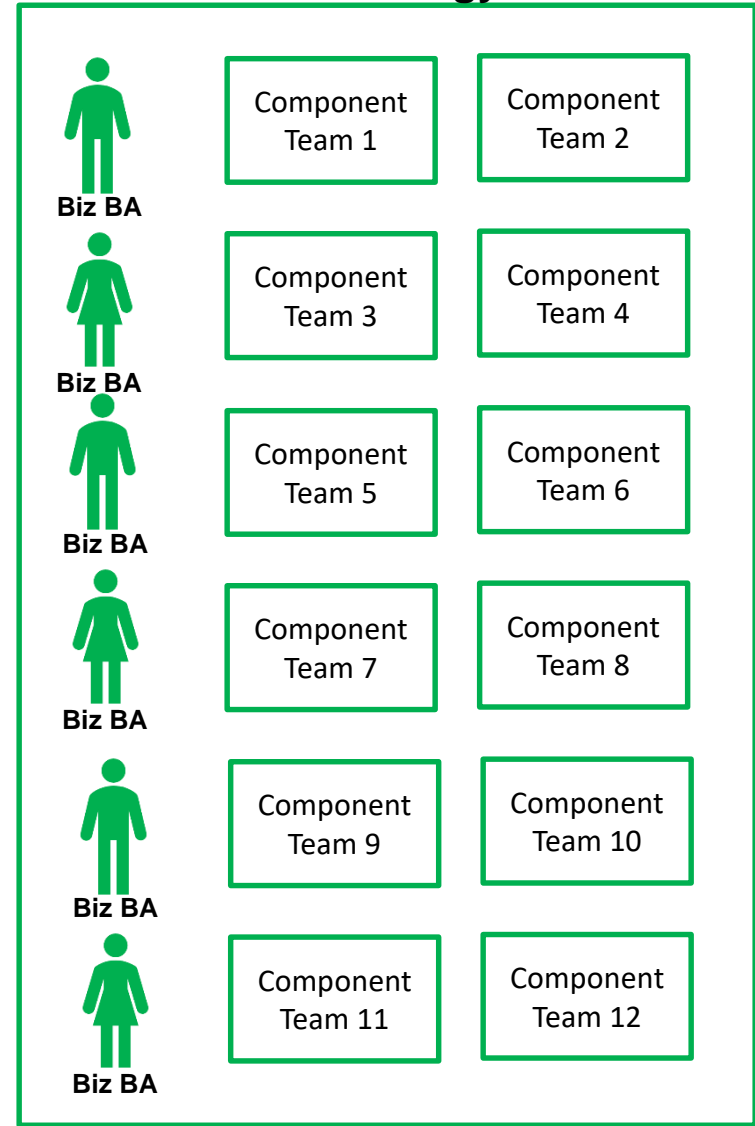 Component
Team 1
Component
Team 2
Biz BA
Component
Team 3
Component
Team 4
Biz BA
Component
Team 5
Component
Team 6
Biz BA
Component
Team 7
Component
Team 8
Biz BA
Component
Team 9
Component
Team 10
Biz BA
Component
Team 11
Component
Team 12
Biz BA